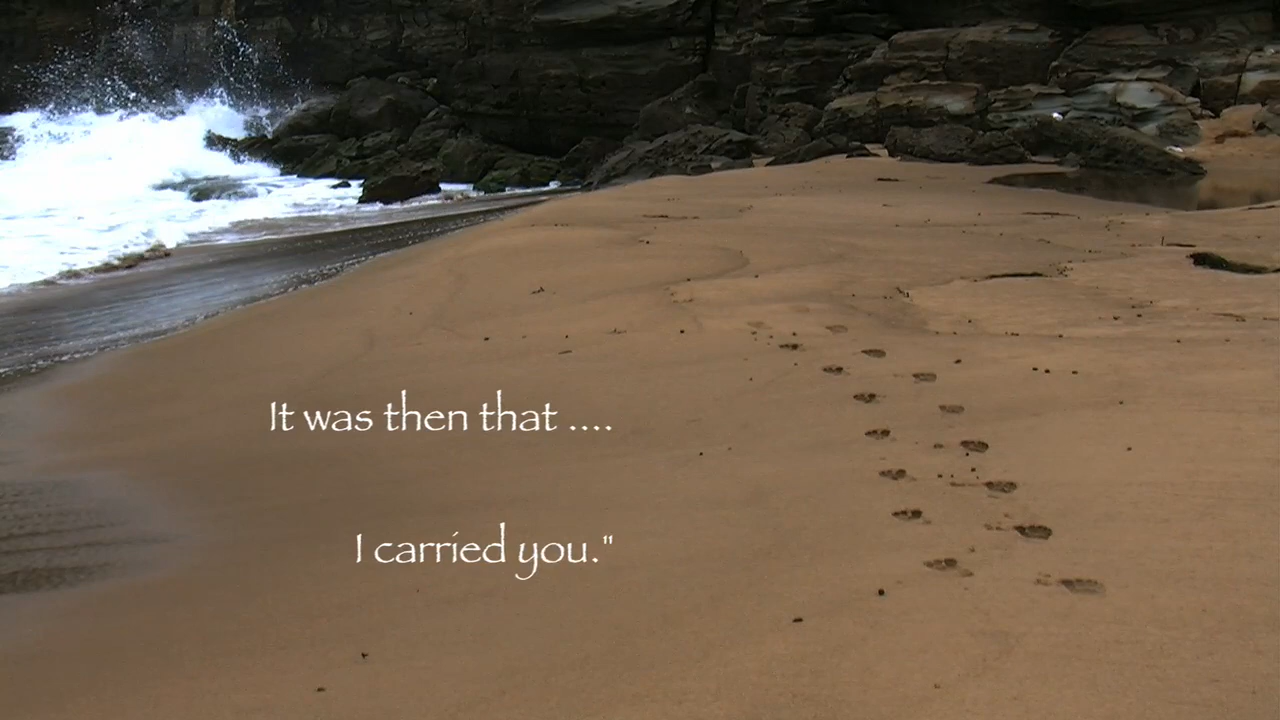 It was then that ....
I carried you."